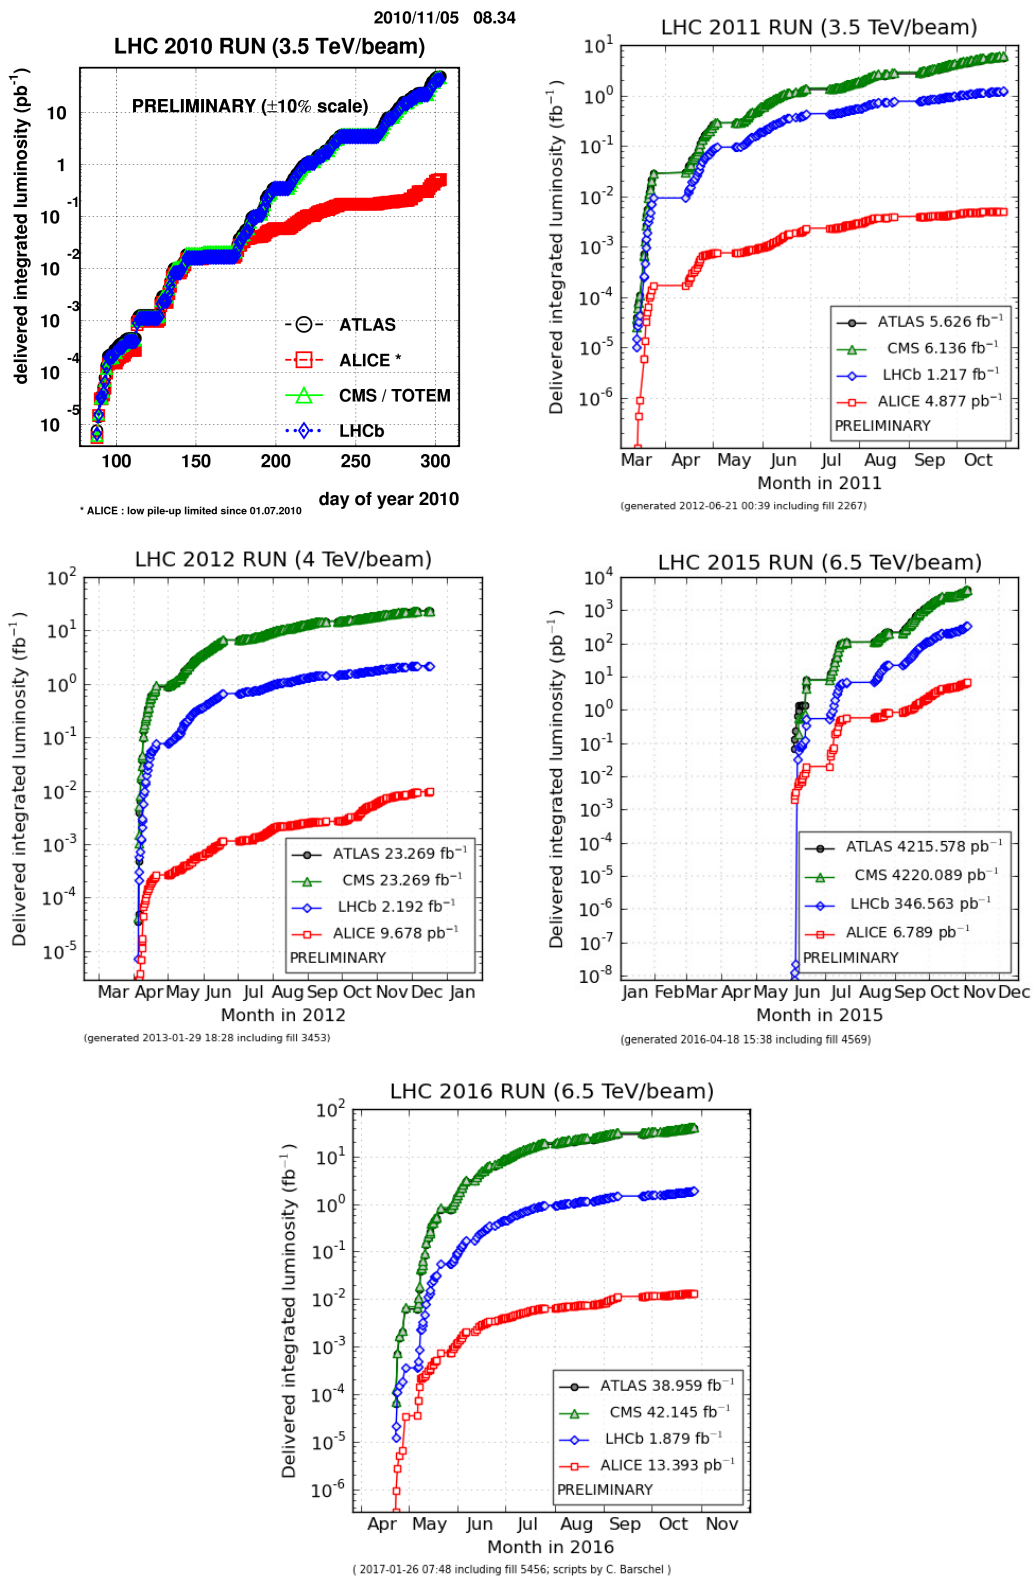 2010/11/05 08.34
LHC 2010 RUN (3.5 TeV/beam)
delivered integrated luminosity (pb⁻¹)
PRELIMINARY (±10% scale)
10
1
10⁻¹
10⁻²
10⁻³
10⁻⁴
10⁻⁵
ATLAS
ALICE *
CMS / TOTEM
LHCb
100 150 200 250 300
day of year 2010
* ALICE : low pile-up limited since 01.07.2010
LHC 2011 RUN (3.5 TeV/beam)
Delivered integrated luminosity (fb⁻¹)
10¹
10⁰
10⁻¹
10⁻²
10⁻³
10⁻⁴
10⁻⁵
10⁻⁶
ATLAS 5.626 fb⁻¹
CMS 6.136 fb⁻¹
LHCb 1.217 fb⁻¹
ALICE 4.877 pb⁻¹
PRELIMINARY
Mar Apr May Jun Jul Aug Sep Oct
Month in 2011
(generated 2012-06-21 00:39 including fill 2267)
LHC 2012 RUN (4 TeV/beam)
Delivered integrated luminosity (fb⁻¹)
10²
10¹
10⁰
10⁻¹
10⁻²
10⁻³
10⁻⁴
10⁻⁵
ATLAS 23.269 fb⁻¹
CMS 23.269 fb⁻¹
LHCb 2.192 fb⁻¹
ALICE 9.678 pb⁻¹
PRELIMINARY
Mar Apr May Jun Jul Aug Sep Oct Nov Dec Jan
Month in 2012
(generated 2013-01-29 18:28 including fill 3453)
LHC 2015 RUN (6.5 TeV/beam)
Delivered integrated luminosity (pb⁻¹)
10⁴
10³
10²
10¹
10⁰
10⁻¹
10⁻²
10⁻³
10⁻⁴
10⁻⁵
10⁻⁶
10⁻⁷
10⁻⁸
ATLAS 4215.578 pb⁻¹
CMS 4220.089 pb⁻¹
LHCb 346.563 pb⁻¹
ALICE 6.789 pb⁻¹
PRELIMINARY
Jan Feb Mar Apr May Jun Jul Aug Sep Oct Nov Dec
Month in 2015
(generated 2016-04-18 15:38 including fill 4569)
LHC 2016 RUN (6.5 TeV/beam)
Delivered integrated luminosity (fb⁻¹)
10²
10¹
10⁰
10⁻¹
10⁻²
10⁻³
10⁻⁴
10⁻⁵
10⁻⁶
ATLAS 38.959 fb⁻¹
CMS 42.145 fb⁻¹
LHCb 1.879 fb⁻¹
ALICE 13.393 pb⁻¹
PRELIMINARY
Apr May Jun Jul Aug Sep Oct Nov
Month in 2016
( 2017-01-26 07:48 including fill 5456; scripts by C. Barschel )